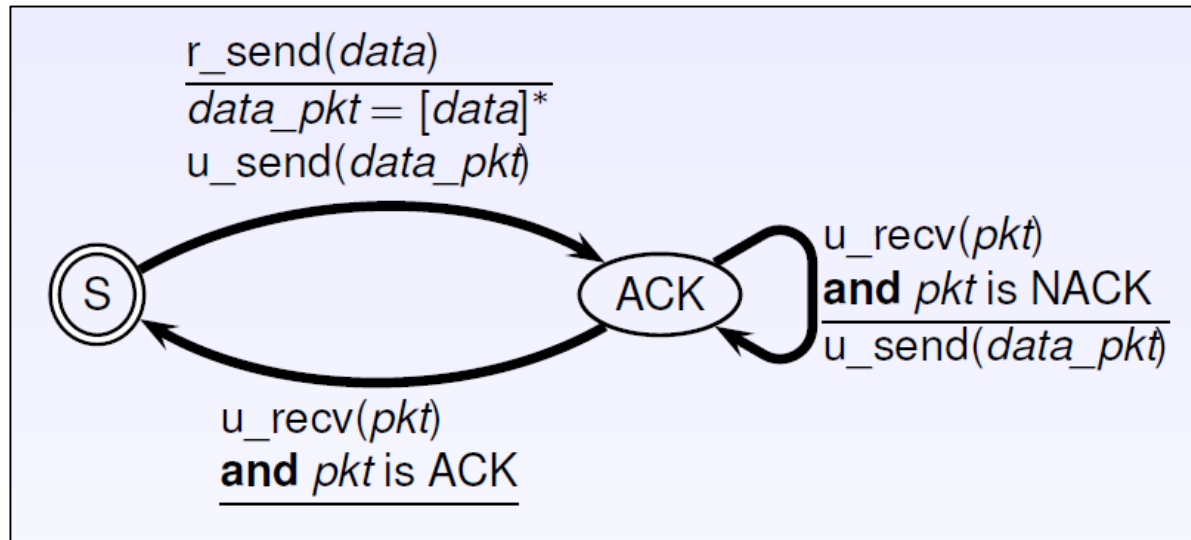 r_send(data)
data_pkt = [data]*
u_send(data_pkt)
S
ACK
u_recv(pkt)
and pkt is NACK
u_send(data_pkt)
u_recv(pkt)
and pkt is ACK